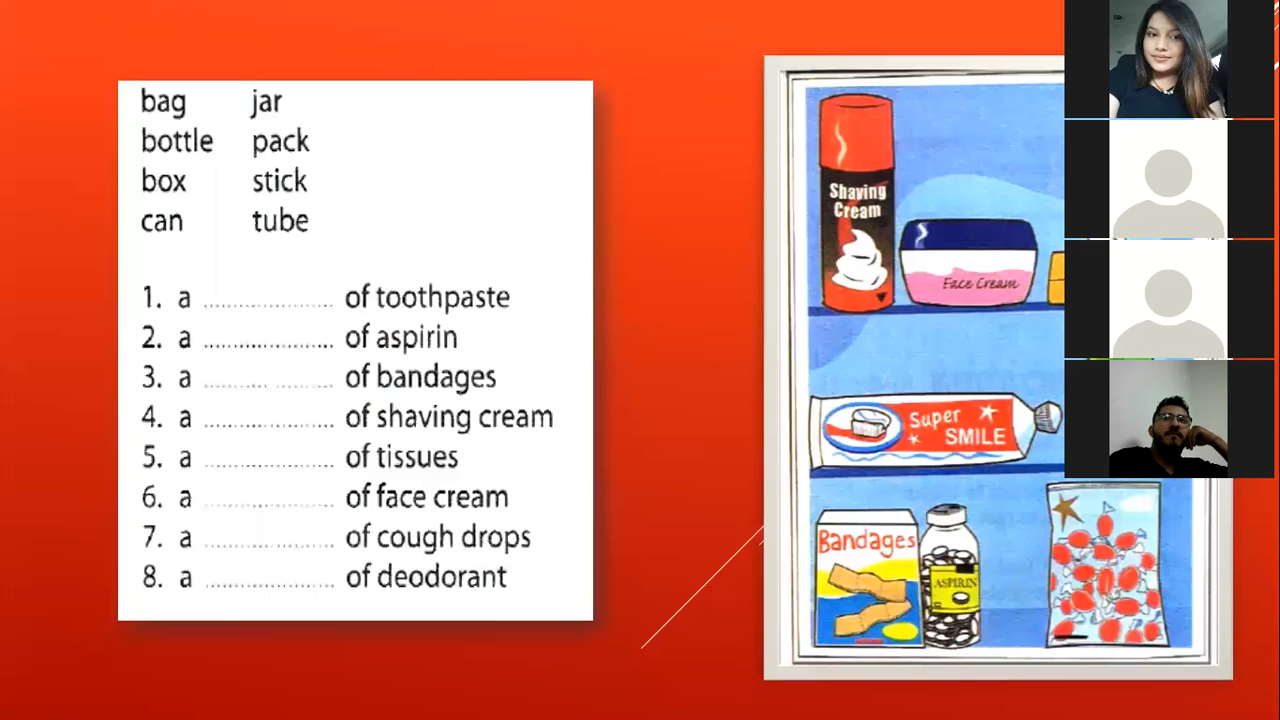 bag jar
bottle pack
box stick
can tube
1. a .................. of toothpaste
2. a .................. of aspirin
3. a .................. of bandages
4. a .................. of shaving cream
5. a .................. of tissues
6. a .................. of face cream
7. a .................. of cough drops
8. a .................. of deodorant
Shaving
Cream
Face Cream
Super
SMILE
Bandages
ASPIRIN